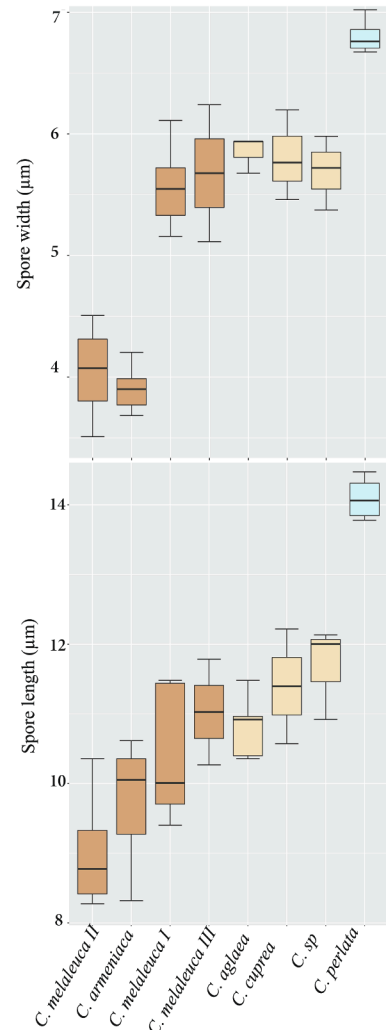 7
6
5
4
Spore width (μm)
14
12
10
8
Spore length (μm)
C. melaleuca II
C. armeniaca
C. melaleuca I
C. melaleuca III
C. aglaea
C. cuprea
C. sp
C. perlata